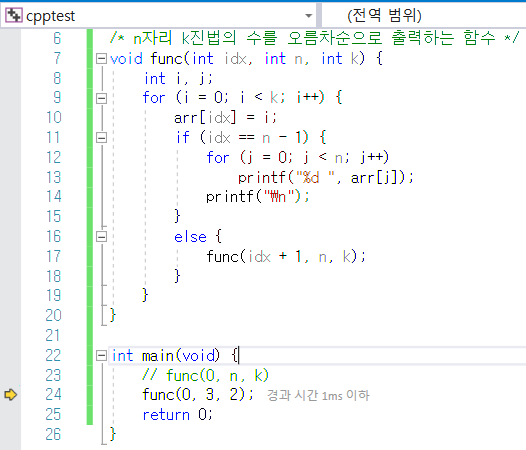 cpptest (전역 범위)
6 /* n자리 k진법의 수를 오름차순으로 출력하는 함수 */
7 void func(int idx, int n, int k) {
8 int i, j;
9 for (i = 0; i < k; i++) {
10 arr[idx] = i;
11 if (idx == n - 1) {
12 for (j = 0; j < n; j++)
13 printf("%d ", arr[j]);
14 printf("₩n");
15 }
16 else {
17 func(idx + 1, n, k);
18 }
19 }
20 }
21
22 int main(void) {
23 // func(0, n, k)
24 func(0, 3, 2); 경과 시간 1ms 이하
25 return 0;
26 }